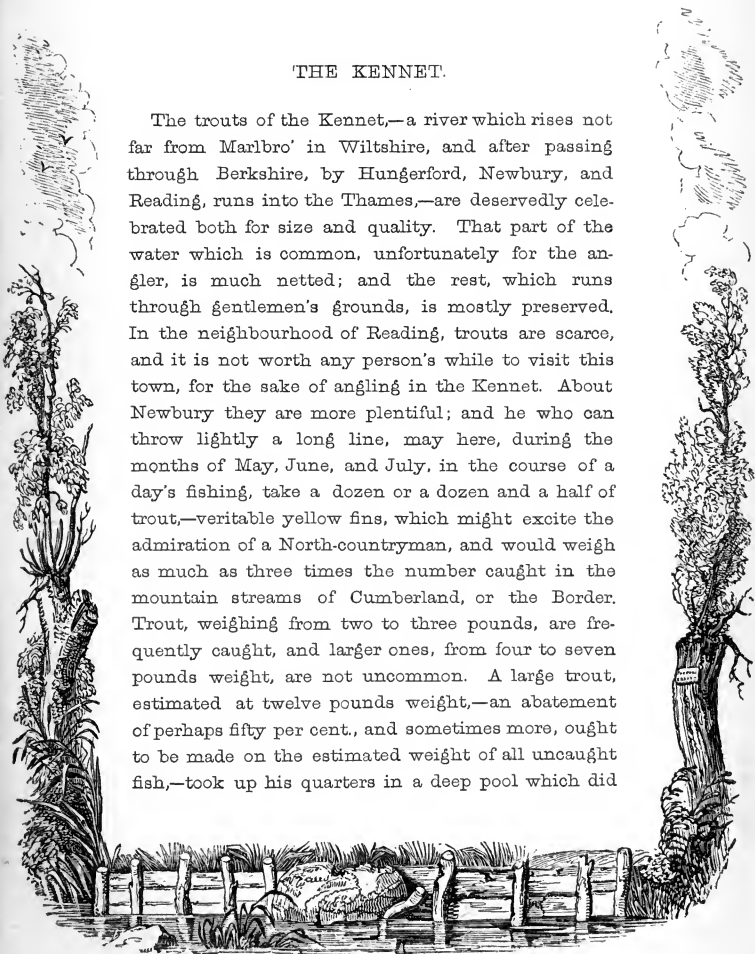 THE KENNET.
The trouts of the Kennet,—a river which rises not
far from Marlbro' in Wiltshire, and after passing
through Berkshire, by Hungerford, Newbury, and
Reading, runs into the Thames,—are deservedly cele-
brated both for size and quality. That part of the
water which is common, unfortunately for the an-
gler, is much netted; and the rest, which runs
through gentlemen's grounds, is mostly preserved.
In the neighbourhood of Reading, trouts are scarce,
and it is not worth any person's while to visit this
town, for the sake of angling in the Kennet. About
Newbury they are more plentiful; and he who can
throw lightly a long line, may here, during the
months of May, June, and July, in the course of a
day's fishing, take a dozen or a dozen and a half of
trout,—veritable yellow fins, which might excite the
admiration of a North-countryman, and would weigh
as much as three times the number caught in the
mountain streams of Cumberland, or the Border.
Trout, weighing from two to three pounds, are fre-
quently caught, and larger ones, from four to seven
pounds weight, are not uncommon. A large trout,
estimated at twelve pounds weight,—an abatement
of perhaps fifty per cent., and sometimes more, ought
to be made on the estimated weight of all uncaught
fish,—took up his quarters in a deep pool which did